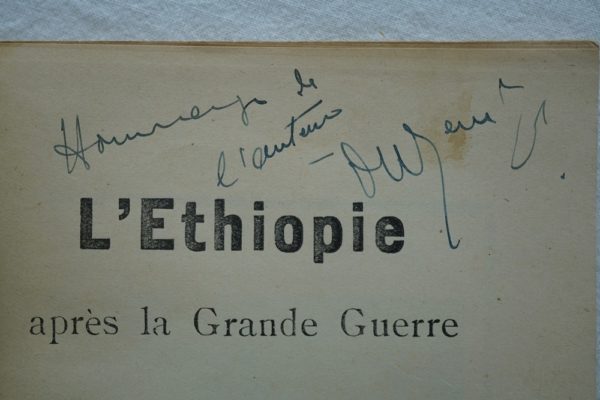 Hommage de
l'auteur
L'Ethiopie
après la Grande Guerre